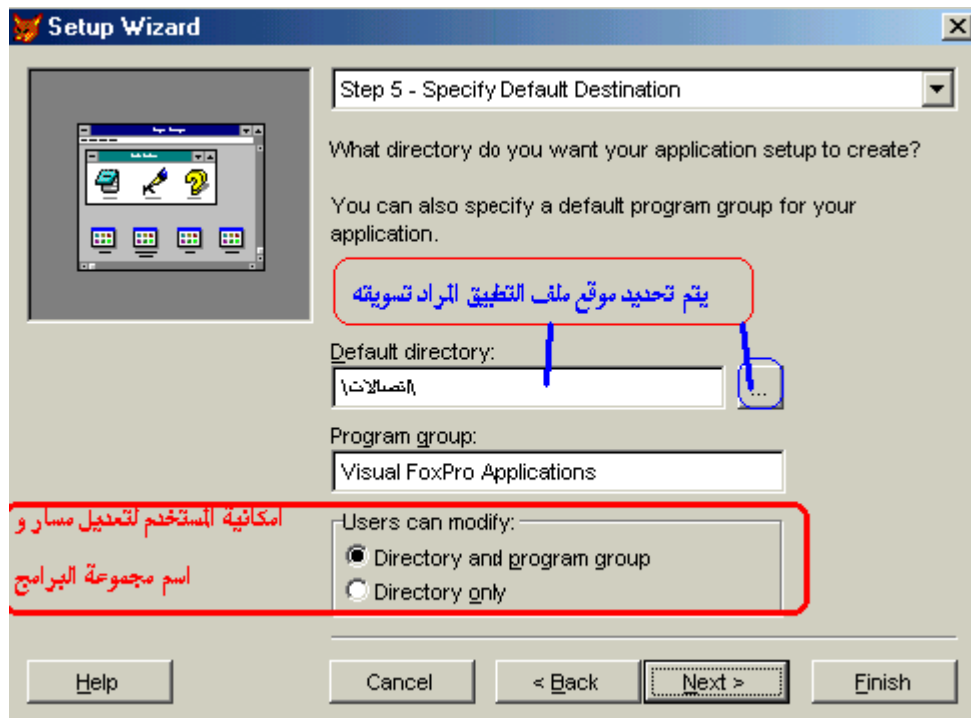 Setup Wizard
Step 5 - Specify Default Destination
What directory do you want your application setup to create?
You can also specify a default program group for your
application.
يتم تحديد موقع ملف التطبيق المراد تسويقه
Default directory:
\اتصالات\
...
Program group:
Visual FoxPro Applications
امكانية المستخدم لتعديل مسار و
اسم مجموعة البرامج
Users can modify:
Directory and program group
Directory only
Help
Cancel
< Back
Next >
Finish